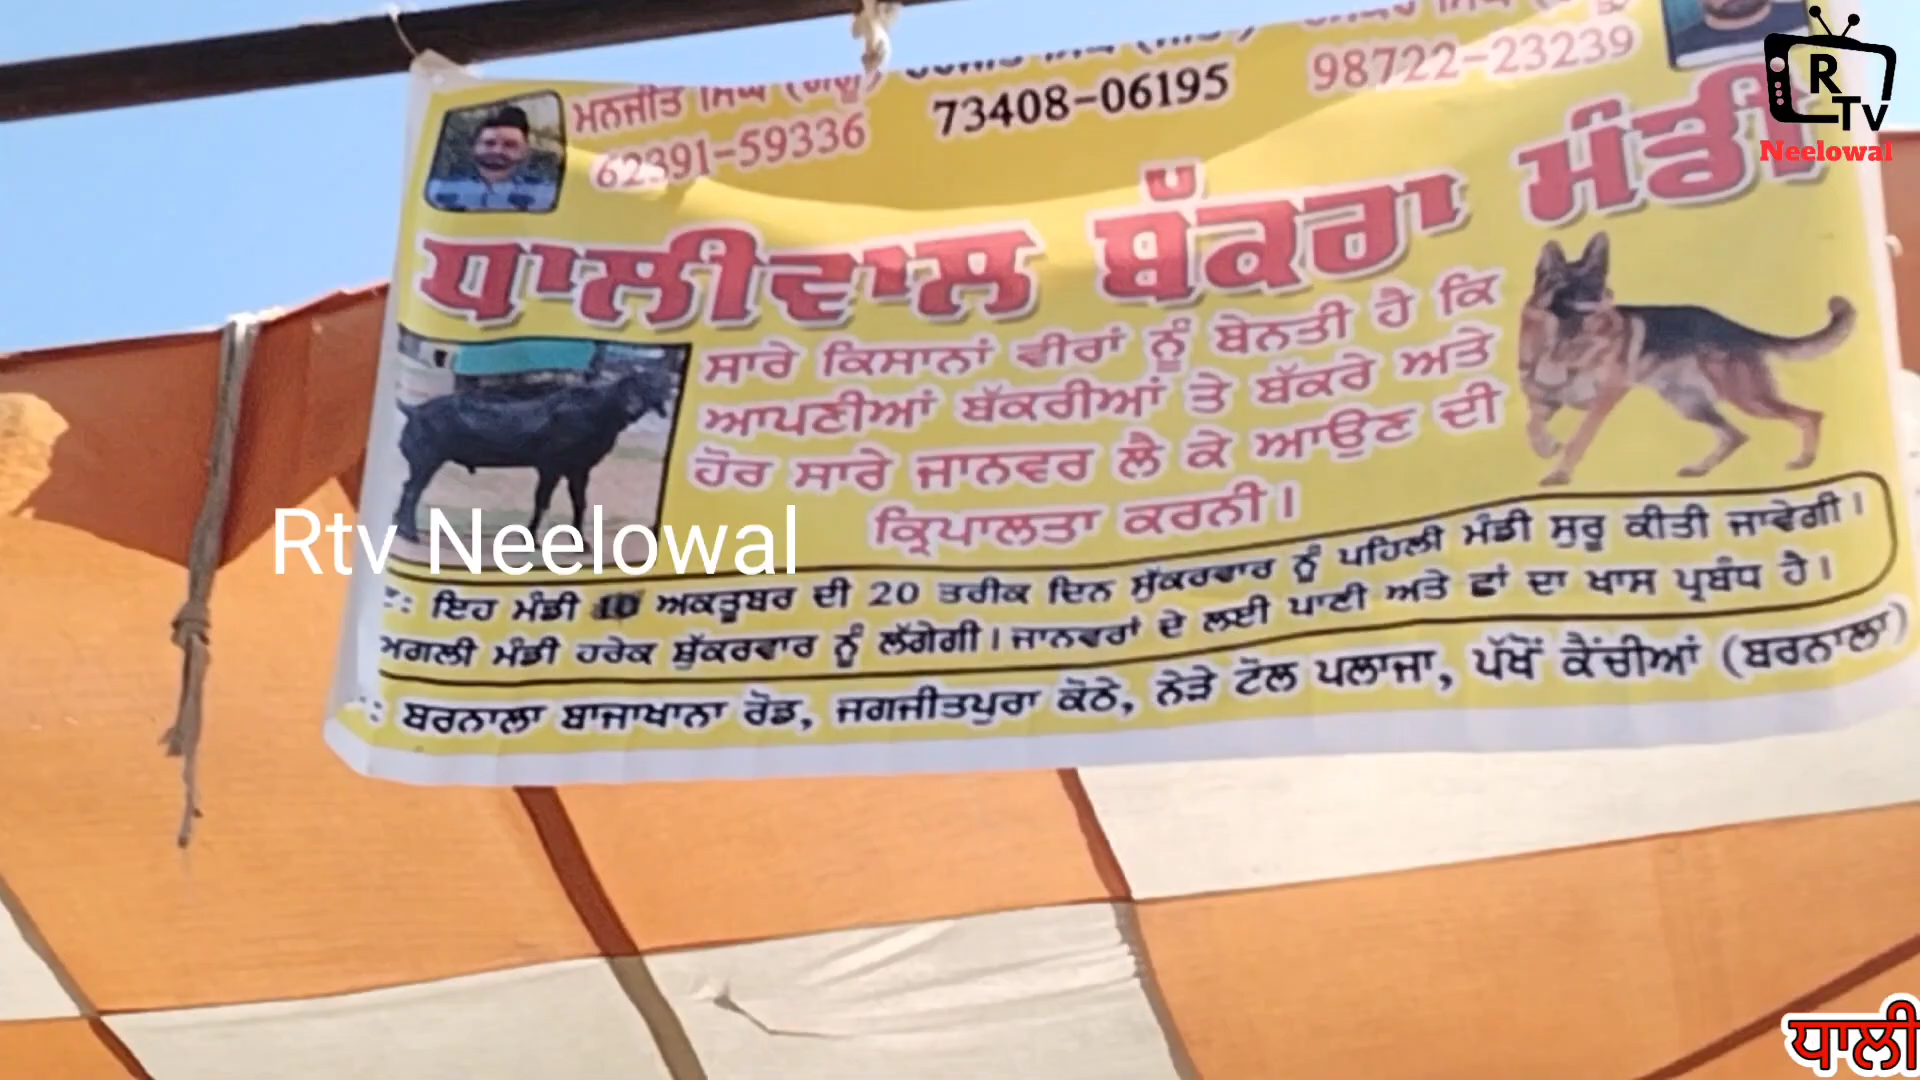 ਮਨਜੀਤ ਸਿੰਘ
62391-59336
73408-06195
98722-23239
R
TV
Neelowal
ਧਾਲੀਵਾਲ ਬੱਕਰਾ ਮੰਡੀ
ਸਾਰੇ ਕਿਸਾਨਾਂ ਵੀਰਾਂ ਨੂੰ ਬੇਨਤੀ ਹੈ ਕਿ
ਆਪਣੀਆਂ ਬੱਕਰੀਆਂ ਤੇ ਬੱਕਰੇ ਅਤੇ
ਹੋਰ ਸਾਰੇ ਜਾਨਵਰ ਲੈ ਕੇ ਆਉਣ ਦੀ
ਕ੍ਰਿਪਾਲਤਾ ਕਰਨੀ।
Rtv Neelowal
ਇਹ ਮੰਡੀ 10 ਅਕਤੂਬਰ ਦੀ 20 ਤਰੀਕ ਦਿਨ ਸ਼ੁੱਕਰਵਾਰ ਨੂੰ ਪਹਿਲੀ ਮੰਡੀ ਸੁਰੂ ਕੀਤੀ ਜਾਵੇਗੀ।
ਅਗਲੀ ਮੰਡੀ ਹਰੇਕ ਸ਼ੁੱਕਰਵਾਰ ਨੂੰ ਲੱਗੇਗੀ। ਜਾਨਵਰਾਂ ਦੇ ਲਈ ਪਾਣੀ ਅਤੇ ਛਾਂ ਦਾ ਖਾਸ ਪ੍ਰਬੰਧ ਹੈ।
ਬਰਨਾਲਾ ਬਾਜਾਖਾਨਾ ਰੋਡ, ਜਗਜੀਤਪੁਰਾ ਕੋਠੇ, ਨੇੜੇ ਟੋਲ ਪਲਾਜਾ, ਪੱਖੋਂ ਕੈਂਚੀਆਂ (ਬਰਨਾਲਾ)
ਧਾਲੀ